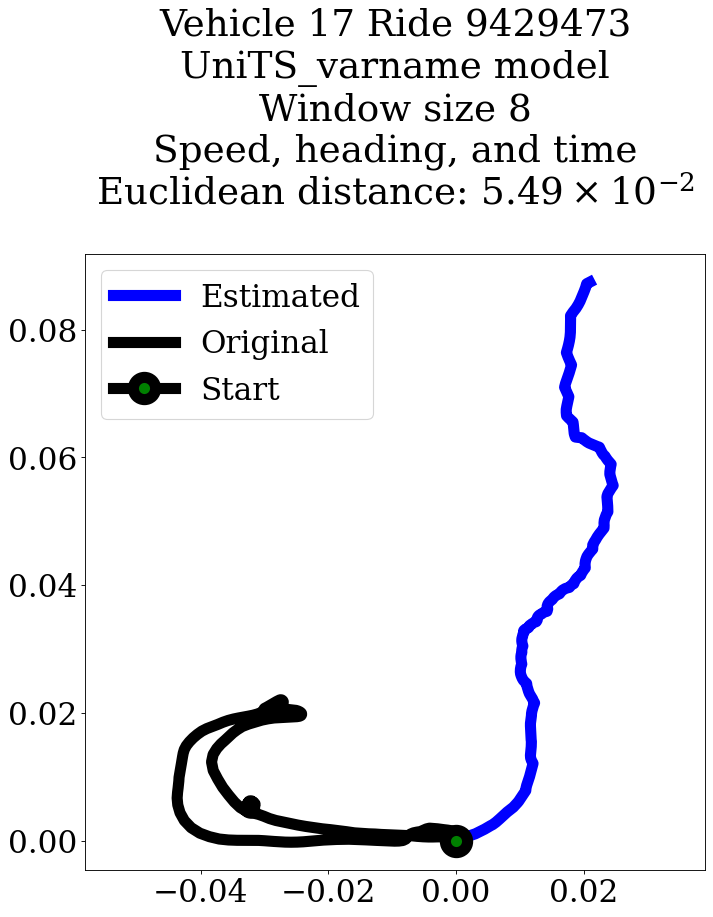 Vehicle 17 Ride 9429473
UniTS_varname model
Window size 8
Speed, heading, and time
Euclidean distance: 5.49 × 10⁻²
Estimated
Original
Start
0.08
0.06
0.04
0.02
0.00
−0.04 −0.02 0.00 0.02